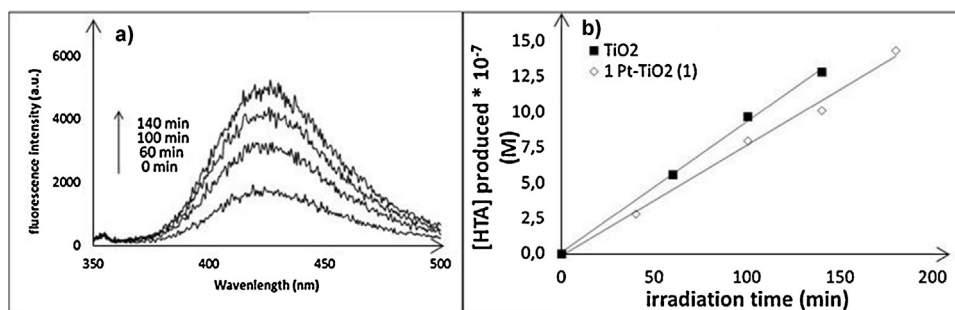 a)
6000
4000
2000
0
fluorescence intensity (a.u.)
140 min
100 min
60 min
0 min
350
400
450
500
Wavelength (nm)
b)
TiO2
1 Pt-TiO2 (1)
15,0
12,5
10,0
7,5
5,0
2,5
0,0
[HTA] produced * 10-7
(M)
0
50
100
150
200
irradiation time (min)